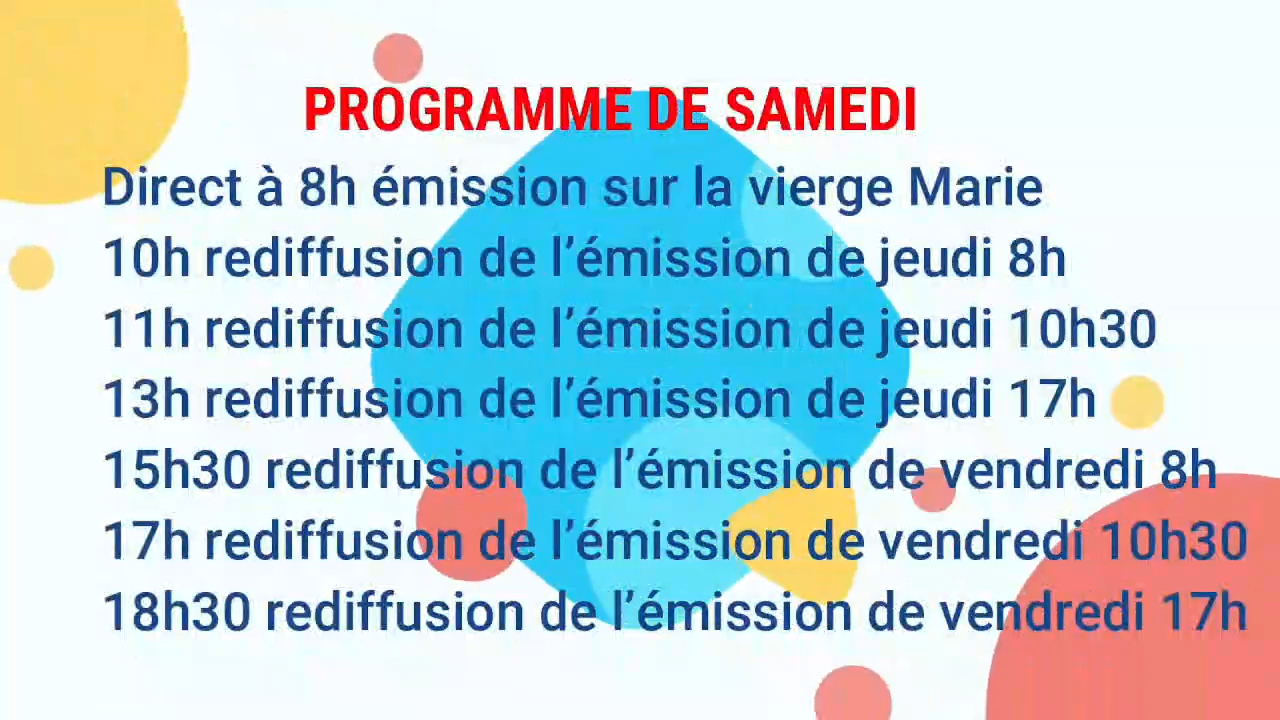 PROGRAMME DE SAMEDI
Direct à 8h émission sur la vierge Marie
10h rediffusion de l’émission de jeudi 8h
11h rediffusion de l’émission de jeudi 10h30
13h rediffusion de l’émission de jeudi 17h
15h30 rediffusion de l’émission de vendredi 8h
17h rediffusion de l’émission de vendredi 10h30
18h30 rediffusion de l’émission de vendredi 17h